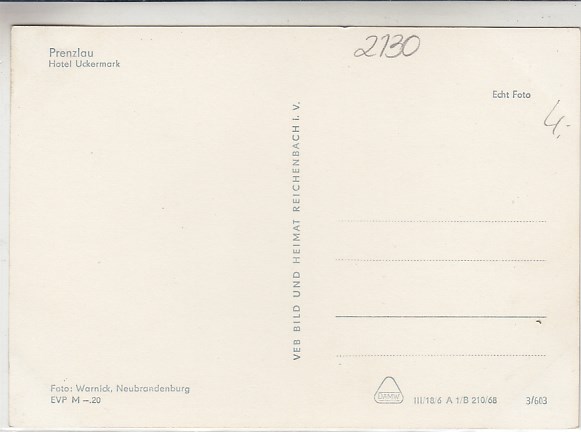 Prenzlau
Hotel Uckermark
2130
Echt Foto
4,-
VEB BILD UND HEIMAT REICHENBACH I. V.
Foto: Warnick, Neubrandenburg
EVP M –.20
DAMW
III/18/6 A 1/B 210/68 3/603